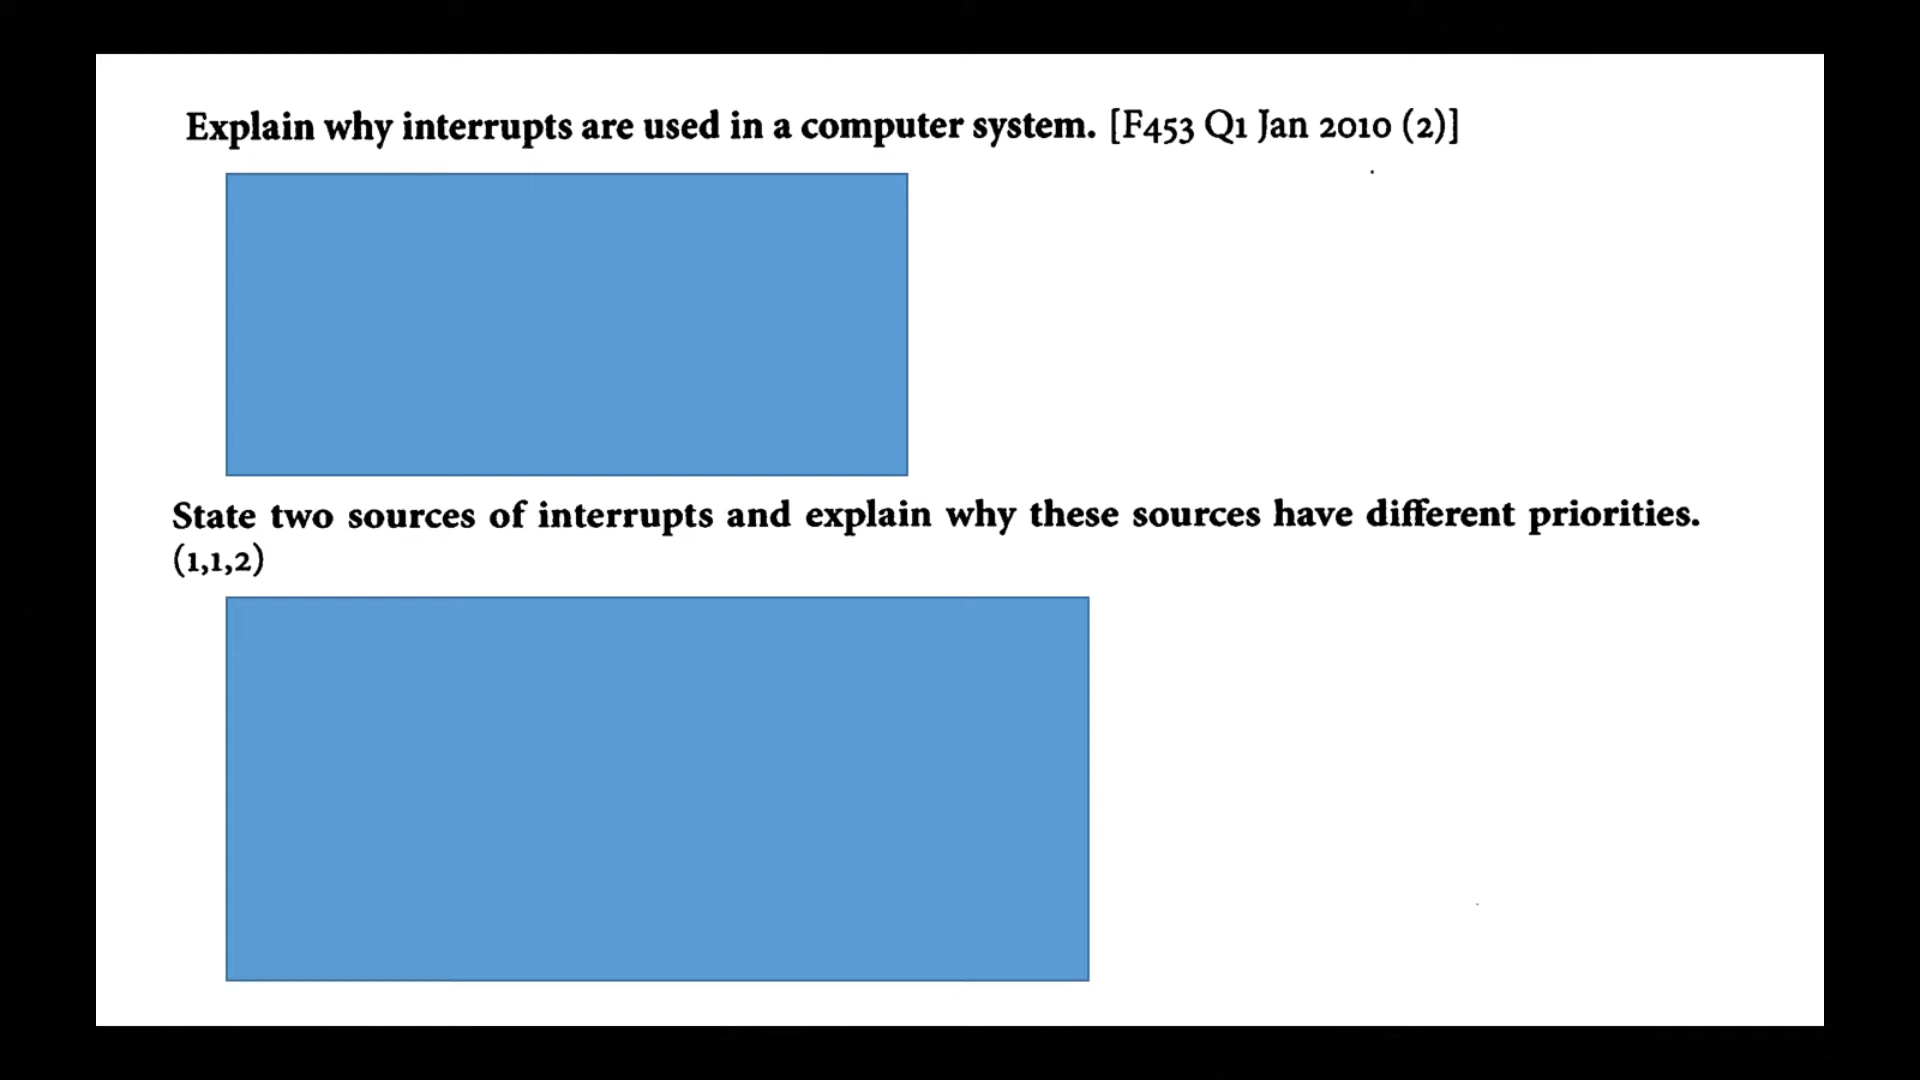 Explain why interrupts are used in a computer system. [F453 Q1 Jan 2010 (2)]
State two sources of interrupts and explain why these sources have different priorities.
(1,1,2)